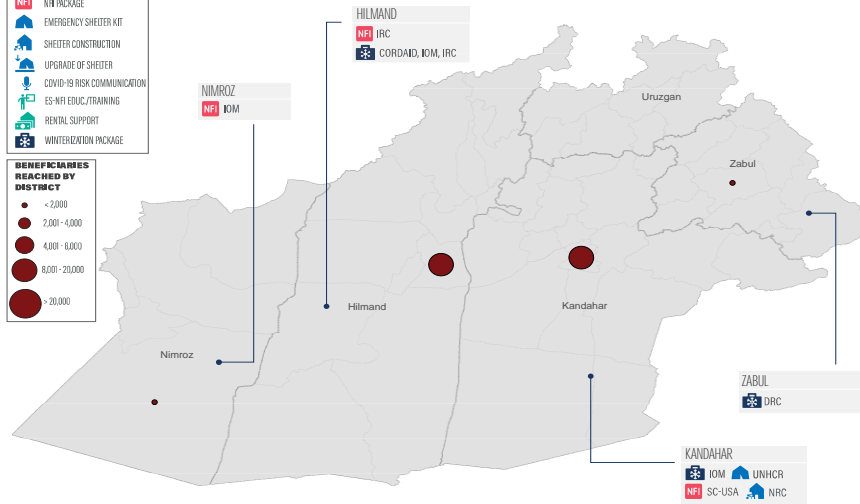 NFI NFI PACKAGE
EMERGENCY SHELTER KIT
SHELTER CONSTRUCTION
UPGRADE OF SHELTER
COVID-19 RISK COMMUNICATION
ES-NFI EDUC./TRAINING
RENTAL SUPPORT
WINTERIZATION PACKAGE
BENEFICIARIES
REACHED BY
DISTRICT
< 2,000
2,001 - 4,000
4,001 - 6,000
8,001 - 20,000
> 20,000
HILMAND
NFI IRC
CORDAID, IOM, IRC
NIMROZ
NFI IOM
Uruzgan
Zabul
Hilmand
Kandahar
Nimroz
ZABUL
DRC
KANDAHAR
IOM UNHCR
NFI SC-USA NRC